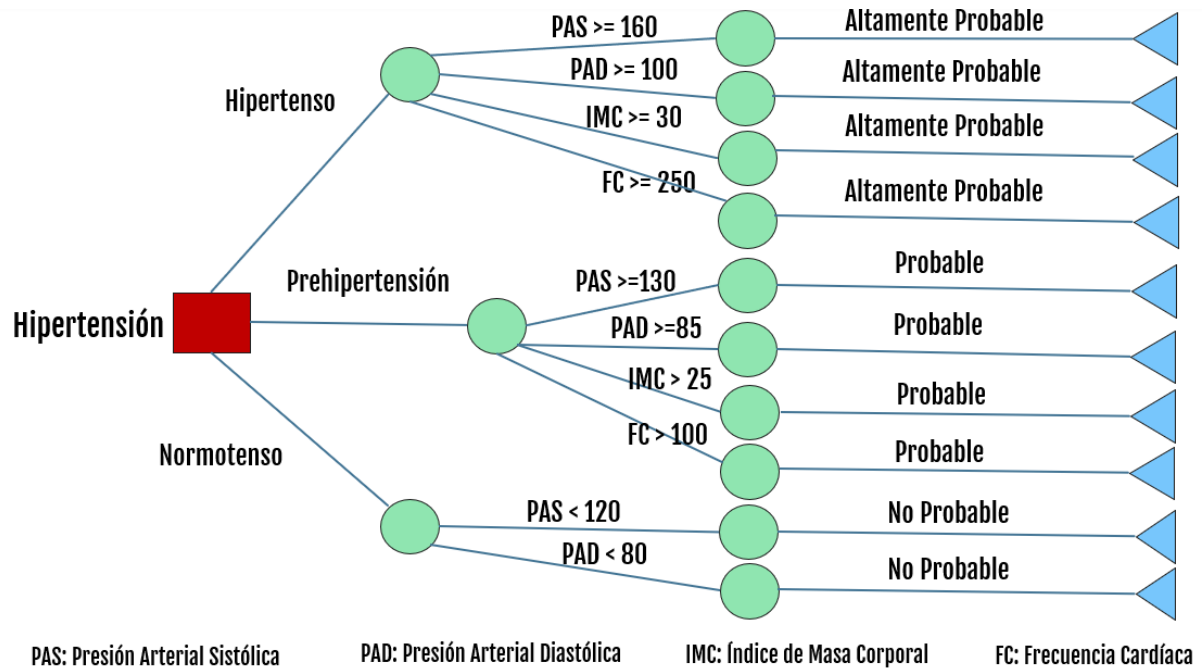 PAS >= 160
Altamente Probable
PAD >= 100
Altamente Probable
Hipertenso
IMC >= 30
Altamente Probable
FC >= 250
Altamente Probable
Hipertensión
Prehipertensión
PAS >=130
Probable
PAD >=85
Probable
IMC > 25
Probable
FC > 100
Probable
Normotenso
PAS < 120
No Probable
PAD < 80
No Probable
PAS: Presión Arterial Sistólica
PAD: Presión Arterial Diastólica
IMC: Índice de Masa Corporal
FC: Frecuencia Cardíaca